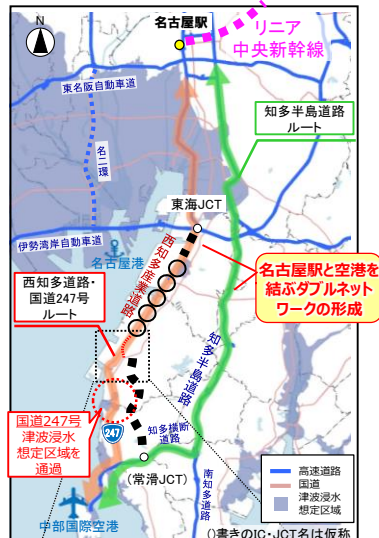 N
名古屋駅
リニア
中央新幹線
東名阪自動車道
知多半島道路
ルート
名二環
東海JCT
伊勢湾岸自動車道
名古屋港
西知多産業道路
名古屋駅と空港を
結ぶダブルネット
ワークの形成
西知多道路・
国道247号
ルート
知多半島道路
国道247号
津波浸水
想定区域を
通過
247
知多横断
道路
(常滑JCT)
南知多道路
中部国際空港
高速道路
国道
津波浸水
想定区域
()書きのIC・JCT名は仮称